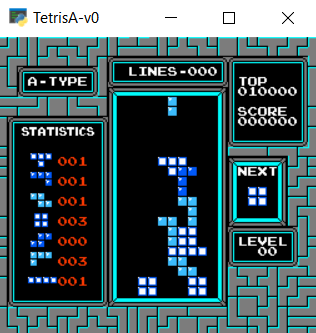 TetrisA-v0
A-TYPE
LINES-000
TOP
010000
SCORE
000000
STATISTICS
001
001
001
003
000
003
001
NEXT
LEVEL
00